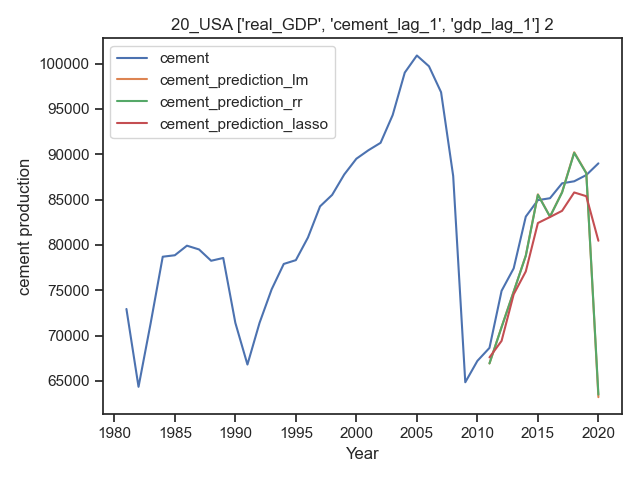 20_USA ['real_GDP', 'cement_lag_1', 'gdp_lag_1'] 2
cement
cement_prediction_lm
cement_prediction_rr
cement_prediction_lasso
cement production
100000
95000
90000
85000
80000
75000
70000
65000
1980 1985 1990 1995 2000 2005 2010 2015 2020
Year